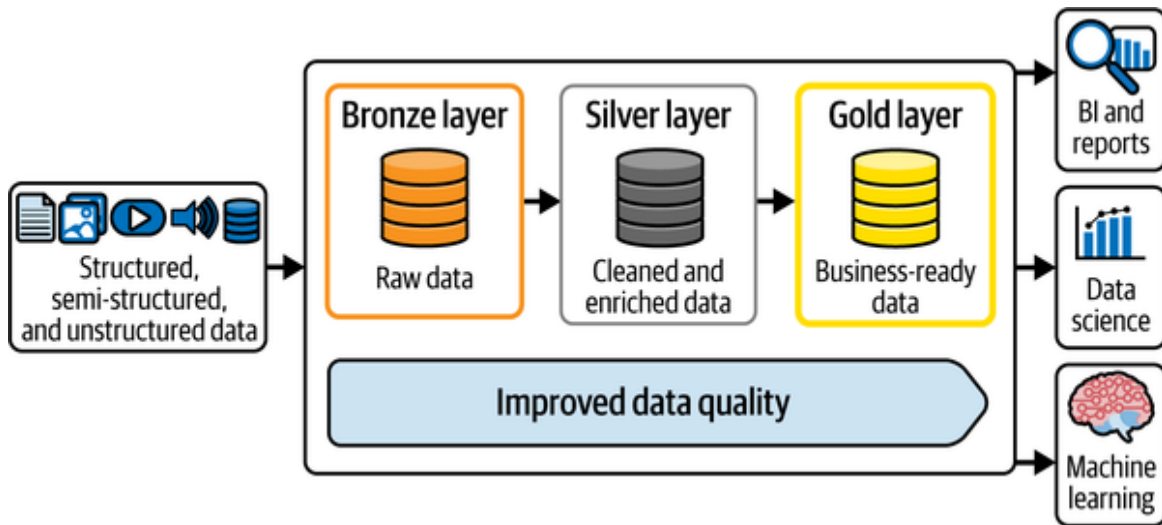 Structured,
semi-structured,
and unstructured data
Bronze layer
Raw data
Silver layer
Cleaned and
enriched data
Gold layer
Business-ready
data
Improved data quality
BI and
reports
Data
science
Machine
learning